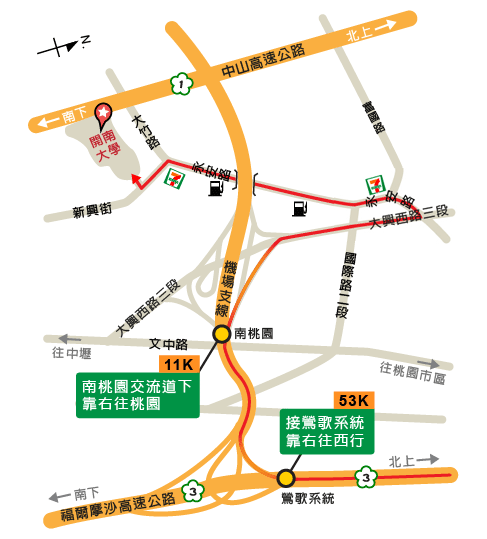 N
北上
中山高速公路
1
南下
開南
大學
大竹路
富國路
永安路
7
7
永安路
新興街
大興西路三段
機場支線
國際路二段
大興西路三段
南桃園
文中路
往中壢
往桃園市區
11K
南桃園交流道下
靠右往桃園
53K
接鶯歌系統
靠右往西行
北上
3
南下
3
福爾摩沙高速公路
鶯歌系統